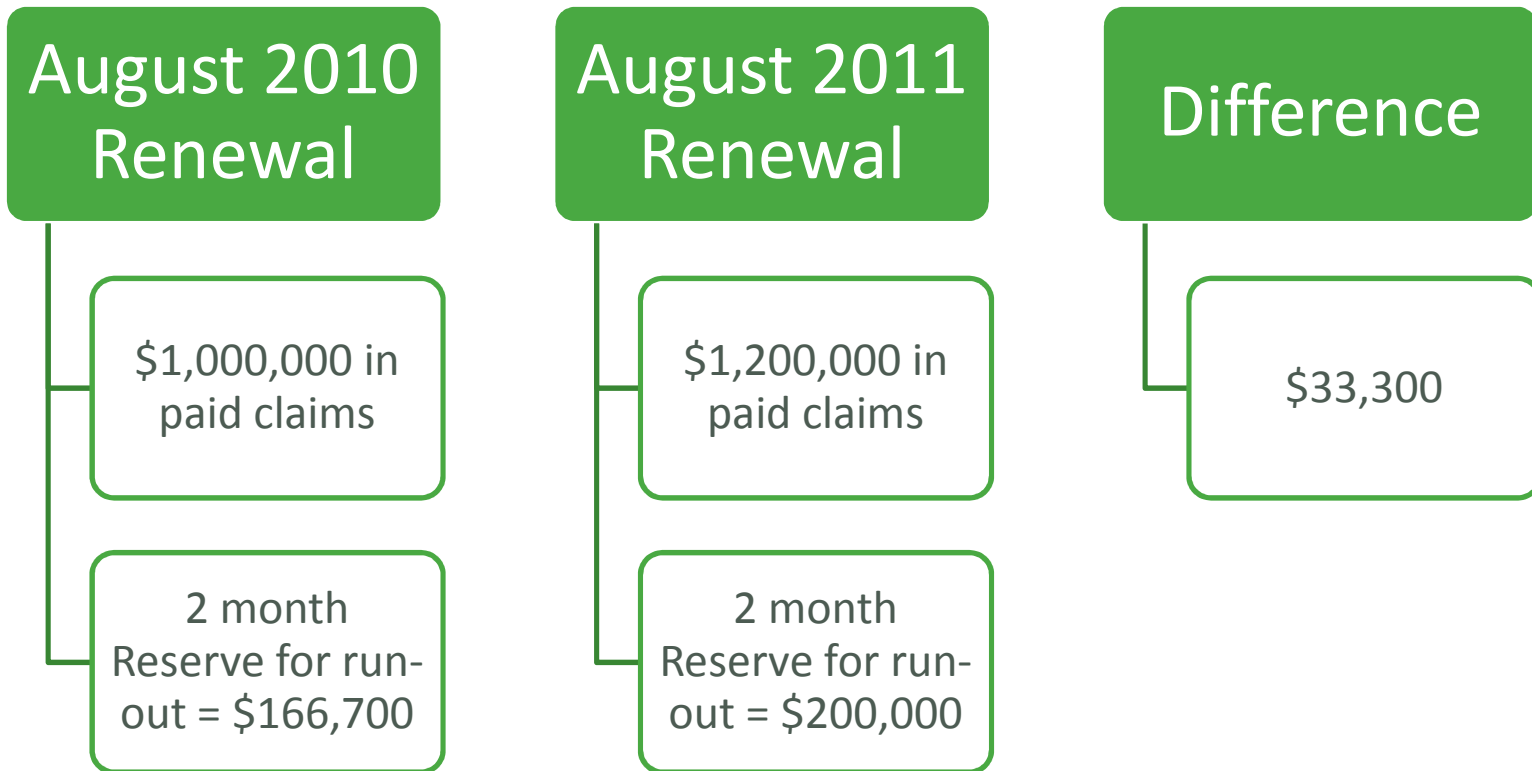 August 2010
Renewal
$1,000,000 in
paid claims
2 month
Reserve for run-
out = $166,700
August 2011
Renewal
$1,200,000 in
paid claims
2 month
Reserve for run-
out = $200,000
Difference
$33,300